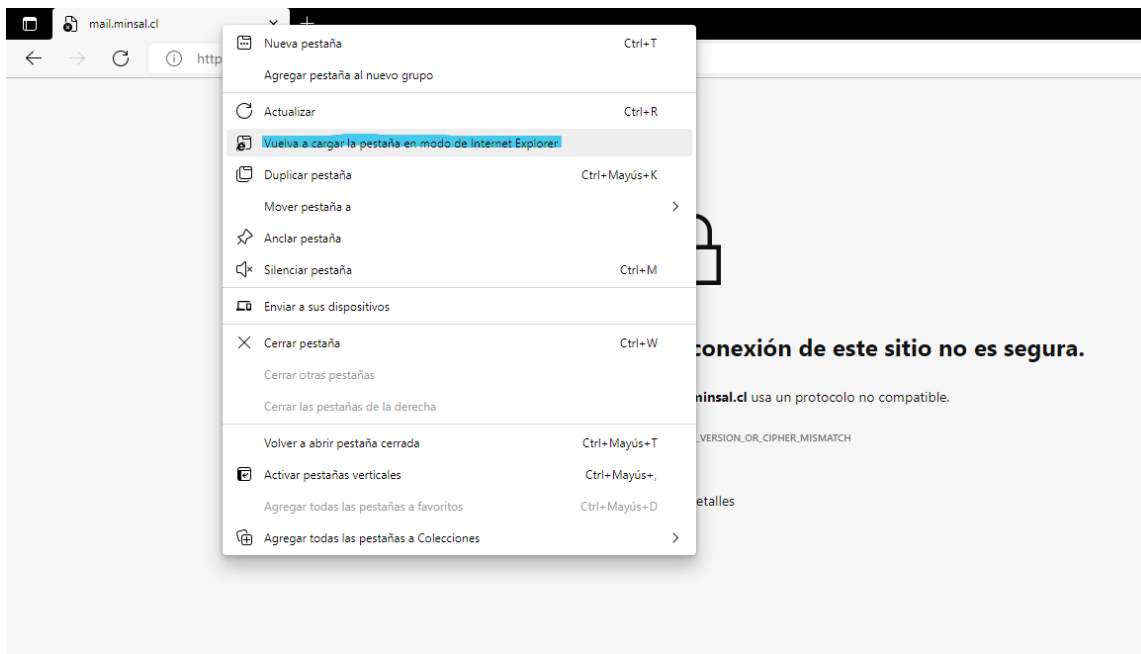 mail.minsal.cl
http
Nueva pestaña Ctrl+T
Agregar pestaña al nuevo grupo
Actualizar Ctrl+R
Vuelva a cargar la pestaña en modo de Internet Explorer
Duplicar pestaña Ctrl+Mayús+K
Mover pestaña a
Anclar pestaña
Silenciar pestaña Ctrl+M
Enviar a sus dispositivos
Cerrar pestaña Ctrl+W
Cerrar otras pestañas
Cerrar las pestañas de la derecha
Volver a abrir pestaña cerrada Ctrl+Mayús+T
Activar pestañas verticales Ctrl+Mayús+,
Agregar todas las pestañas a favoritos Ctrl+Mayús+D
Agregar todas las pestañas a Colecciones
conexión de este sitio no es segura.
minsal.cl usa un protocolo no compatible.
_VERSION_OR_CIPHER_MISMATCH
etalles